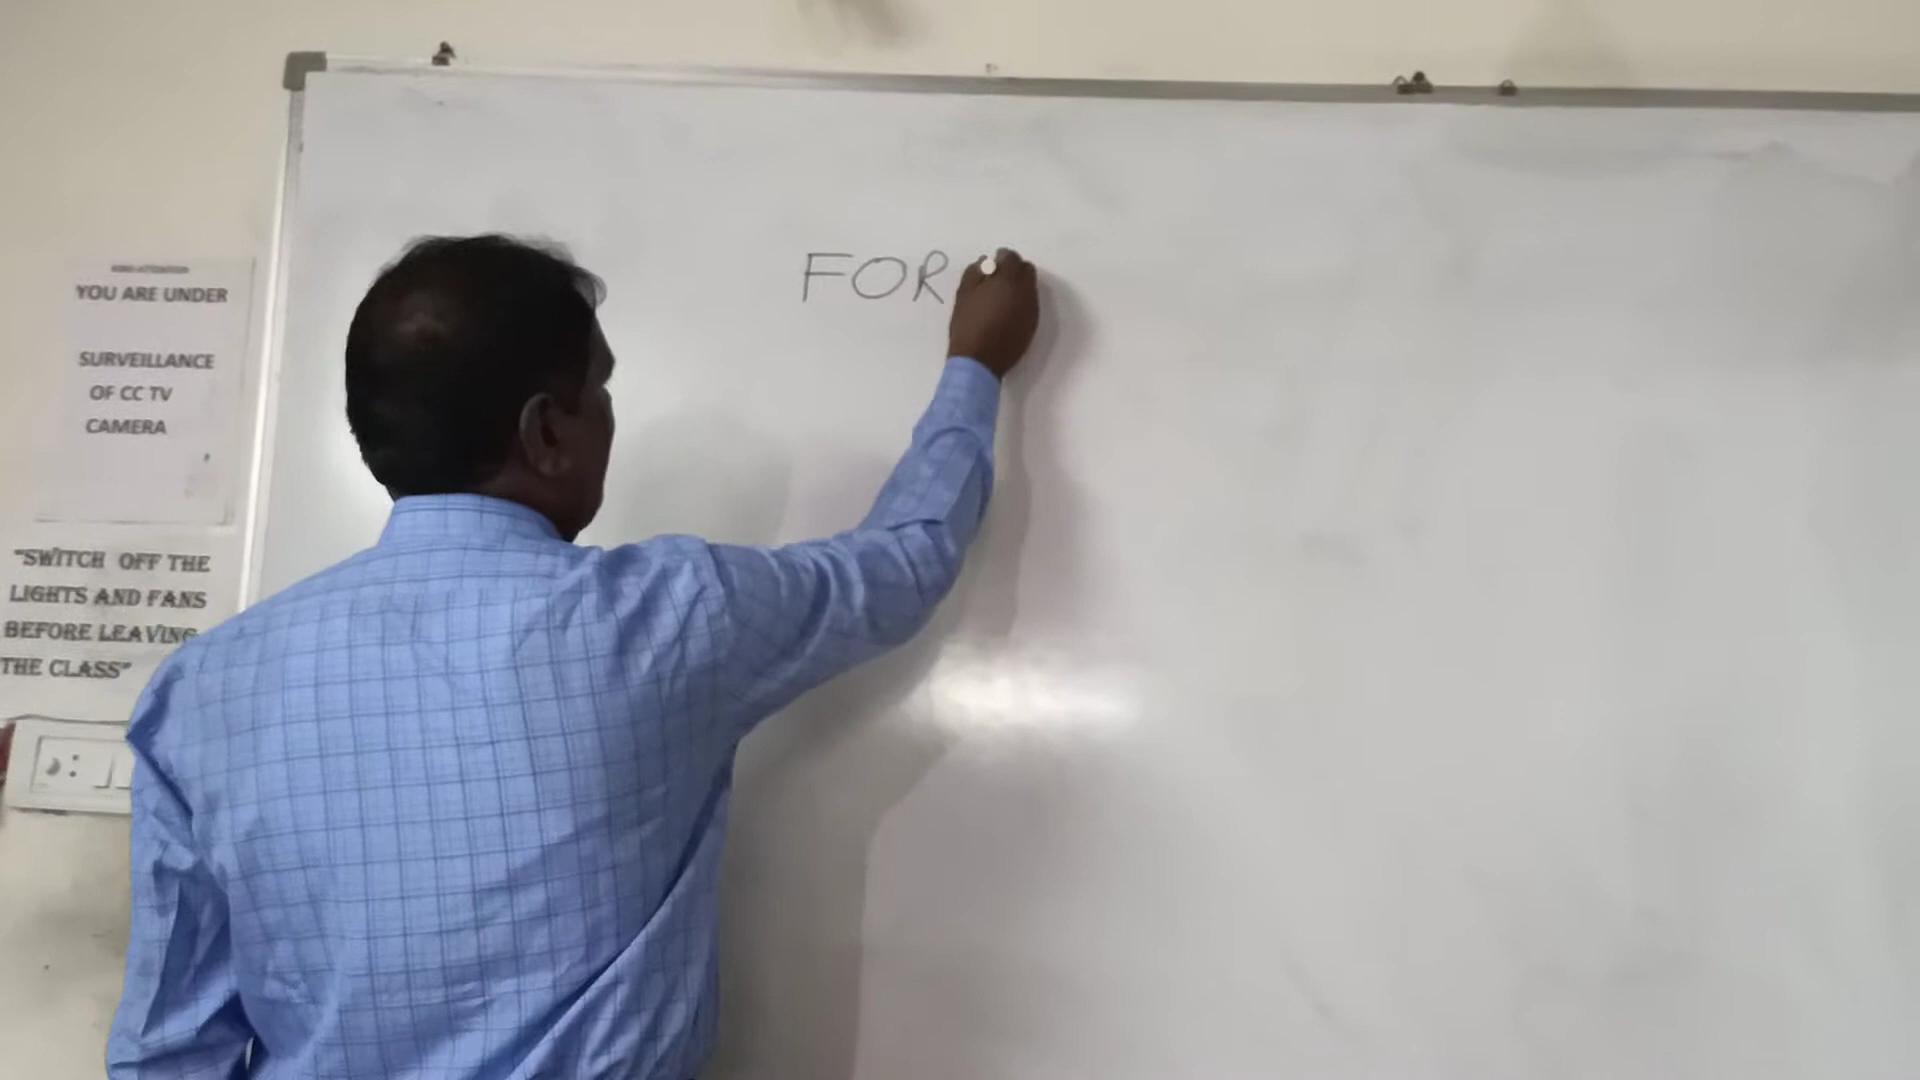 YOU ARE UNDER
SURVEILLANCE
OF CC TV
CAMERA
"SWITCH OFF THE
LIGHTS AND FANS
BEFORE LEAVING
THE CLASS"
FOR